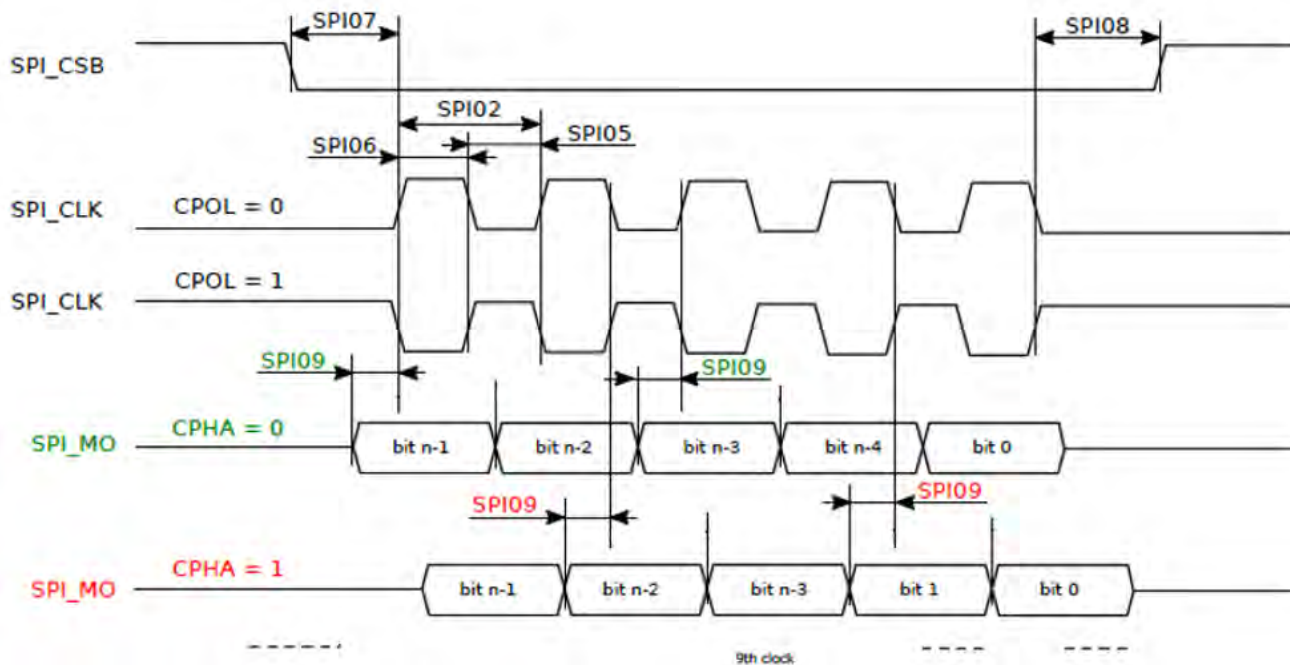 SPI07
SPI08
SPI_CSB
SPI02
SPI05
SPI06
SPI_CLK CPOL = 0
CPOL = 1
SPI_CLK
SPI09
SPI09
SPI_MO CPHA = 0 bit n-1 bit n-2 bit n-3 bit n-4 bit 0
SPI09
SPI09
SPI_MO CPHA = 1 bit n-1 bit n-2 bit n-3 bit 1 bit 0
9th clock